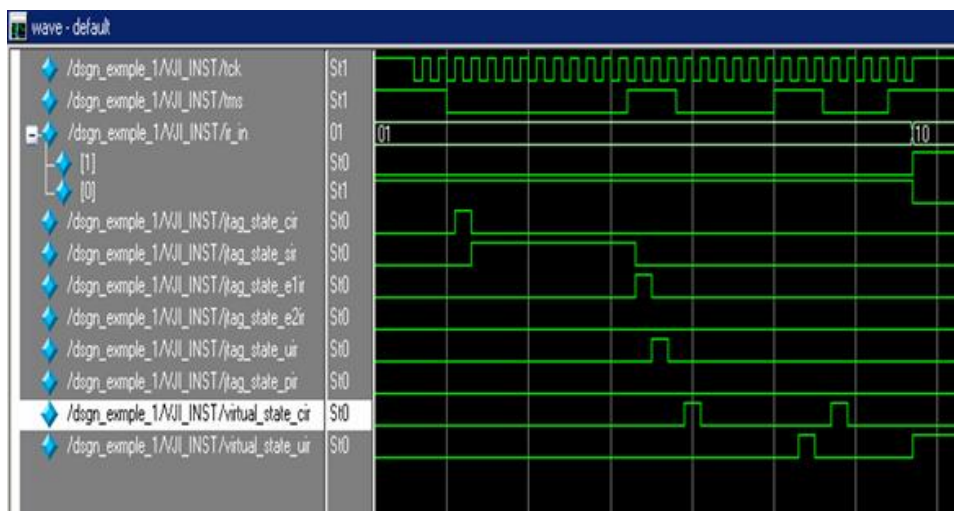 wave - default
/dsgn_exmple_1/VJI_INST/tck St1
/dsgn_exmple_1/VJI_INST/tms St1
/dsgn_exmple_1/VJI_INST/ir_in 01 01 10
[1] St0
[0] St1
/dsgn_exmple_1/VJI_INST/jtag_state_cir St0
/dsgn_exmple_1/VJI_INST/jtag_state_sir St0
/dsgn_exmple_1/VJI_INST/jtag_state_e1ir St0
/dsgn_exmple_1/VJI_INST/jtag_state_e2ir St0
/dsgn_exmple_1/VJI_INST/jtag_state_uir St0
/dsgn_exmple_1/VJI_INST/jtag_state_pir St0
/dsgn_exmple_1/VJI_INST/virtual_state_cir St0
/dsgn_exmple_1/VJI_INST/virtual_state_uir St0